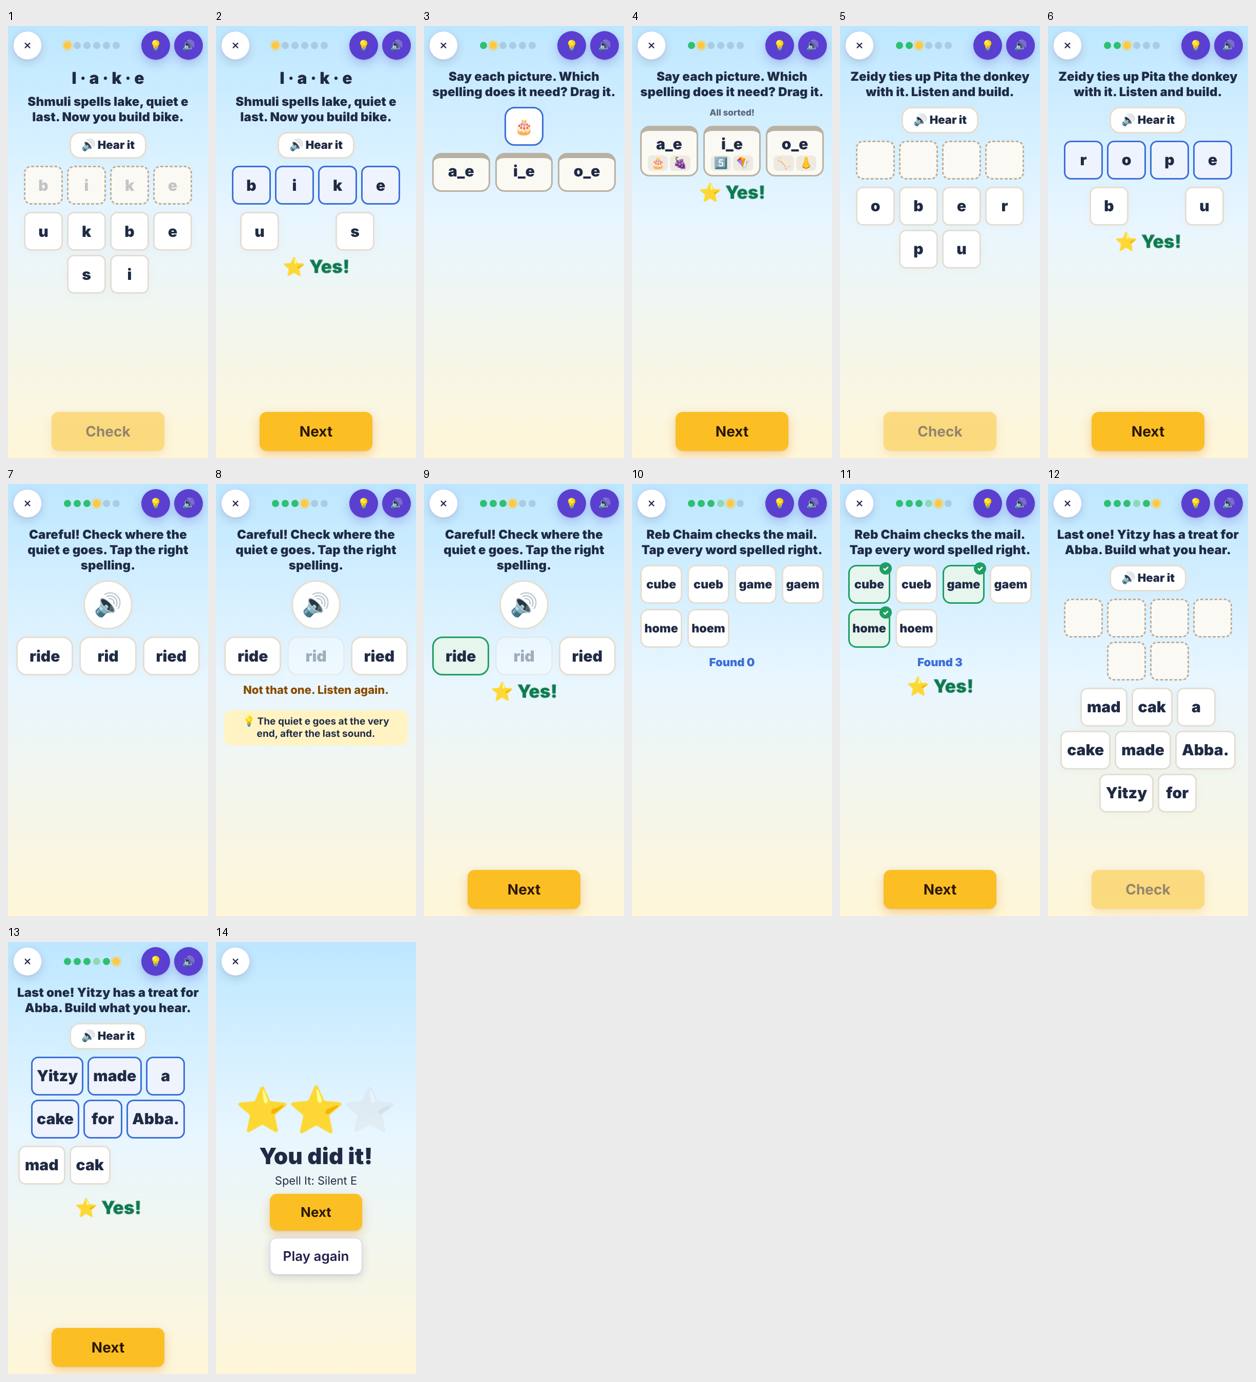 1
l · a · k · e
Shmuli spells lake, quiet e
last. Now you build bike.
🔊 Hear it
b i k e
u k b e
s i
Check
2
l · a · k · e
Shmuli spells lake, quiet e
last. Now you build bike.
🔊 Hear it
b i k e
u s
⭐ Yes!
Next
3
Say each picture. Which
spelling does it need? Drag it.
a_e i_e o_e
4
Say each picture. Which
spelling does it need? Drag it.
All sorted!
a_e i_e o_e
5
⭐ Yes!
Next
5
Zeidy ties up Pita the donkey
with it. Listen and build.
🔊 Hear it
o b e r
p u
Check
6
Zeidy ties up Pita the donkey
with it. Listen and build.
🔊 Hear it
r o p e
b u
⭐ Yes!
Next
7
Careful! Check where the
quiet e goes. Tap the right
spelling.
ride rid ried
8
Careful! Check where the
quiet e goes. Tap the right
spelling.
ride rid ried
Not that one. Listen again.
💡 The quiet e goes at the very
end, after the last sound.
9
Careful! Check where the
quiet e goes. Tap the right
spelling.
ride rid ried
⭐ Yes!
Next
10
Reb Chaim checks the mail.
Tap every word spelled right.
cube cueb game gaem
home hoem
Found 0
11
Reb Chaim checks the mail.
Tap every word spelled right.
cube cueb game gaem
home hoem
Found 3
⭐ Yes!
Next
12
Last one! Yitzy has a treat for
Abba. Build what you hear.
🔊 Hear it
mad cak a
cake made Abba.
Yitzy for
Check
13
Last one! Yitzy has a treat for
Abba. Build what you hear.
🔊 Hear it
Yitzy made a
cake for Abba.
mad cak
⭐ Yes!
Next
14
You did it!
Spell It: Silent E
Next
Play again